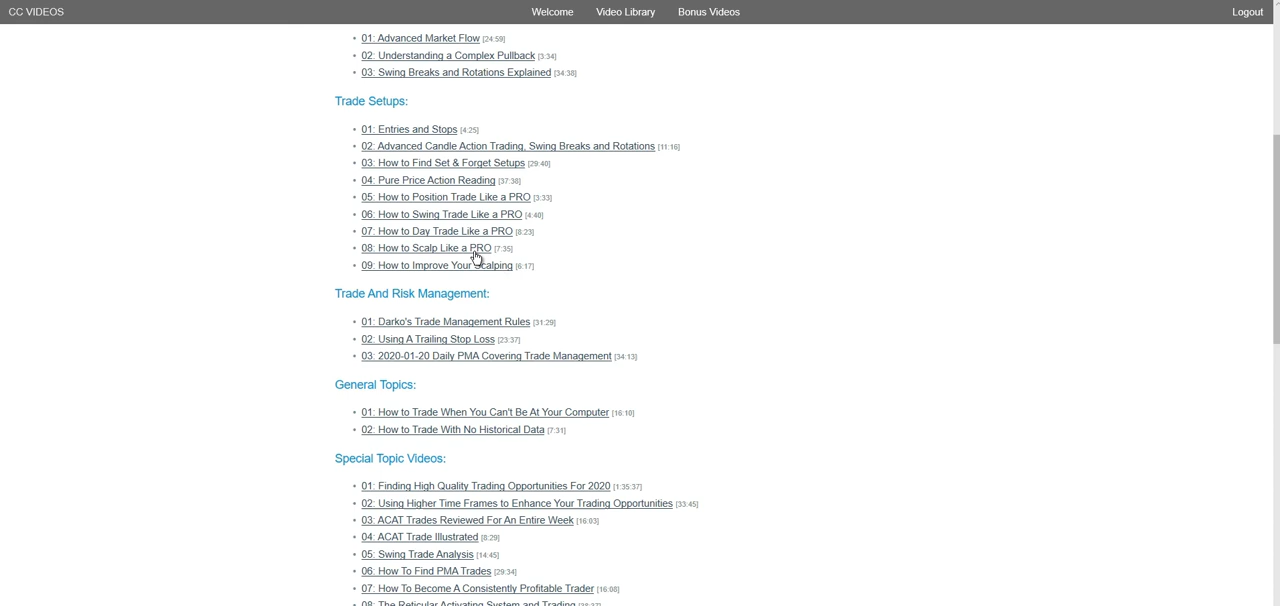 CC VIDEOS
Welcome
Video Library
Bonus Videos
Logout
01: Advanced Market Flow [24:59]
02: Understanding a Complex Pullback [3:34]
03: Swing Breaks and Rotations Explained [34:38]
Trade Setups:
01: Entries and Stops [4:25]
02: Advanced Candle Action Trading, Swing Breaks and Rotations [11:16]
03: How to Find Set & Forget Setups [29:40]
04: Pure Price Action Reading [37:38]
05: How to Position Trade Like a PRO [3:33]
06: How to Swing Trade Like a PRO [4:40]
07: How to Day Trade Like a PRO [8:23]
08: How to Scalp Like a PRO [7:35]
09: How to Improve Your Scalping [6:17]
Trade And Risk Management:
01: Darko's Trade Management Rules [31:29]
02: Using A Trailing Stop Loss [23:37]
03: 2020-01-20 Daily PMA Covering Trade Management [34:13]
General Topics:
01: How to Trade When You Can't Be At Your Computer [16:10]
02: How to Trade With No Historical Data [7:31]
Special Topic Videos:
01: Finding High Quality Trading Opportunities For 2020 [1:35:37]
02: Using Higher Time Frames to Enhance Your Trading Opportunities [33:45]
03: ACAT Trades Reviewed For An Entire Week [16:03]
04: ACAT Trade Illustrated [8:29]
05: Swing Trade Analysis [14:45]
06: How To Find PMA Trades [29:34]
07: How To Become A Consistently Profitable Trader [16:08]
08: The Reticular Activating System and Trading